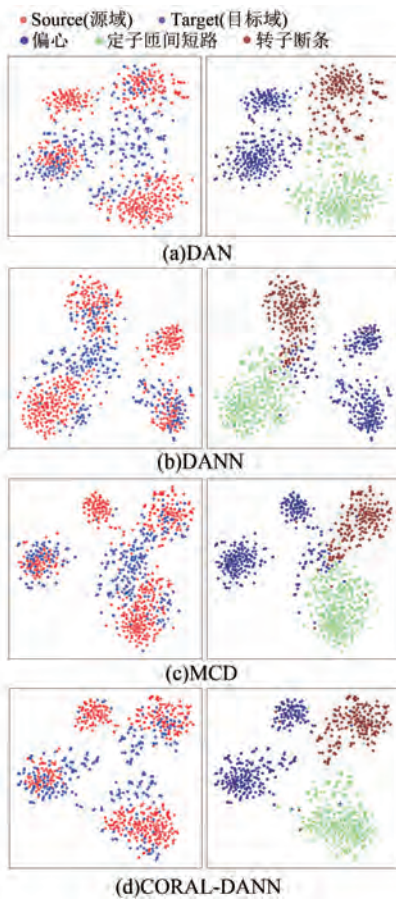 Source(源域) Target(目标域)
偏心 定子匝间短路 转子断条
(a)DAN
(b)DANN
(c)MCD
(d)CORAL-DANN